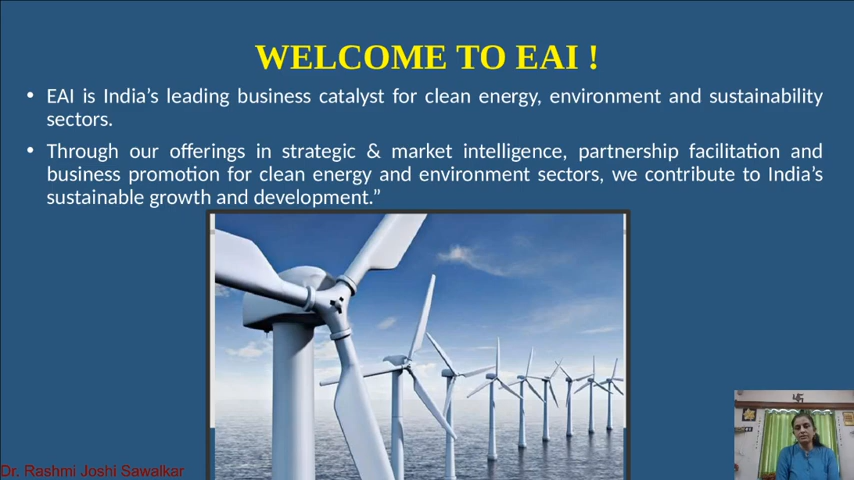 WELCOME TO EAI !
• EAI is India’s leading business catalyst for clean energy, environment and sustainability
sectors.
• Through our offerings in strategic & market intelligence, partnership facilitation and
business promotion for clean energy and environment sectors, we contribute to India’s
sustainable growth and development.”
Dr. Rashmi Joshi Sawalkar